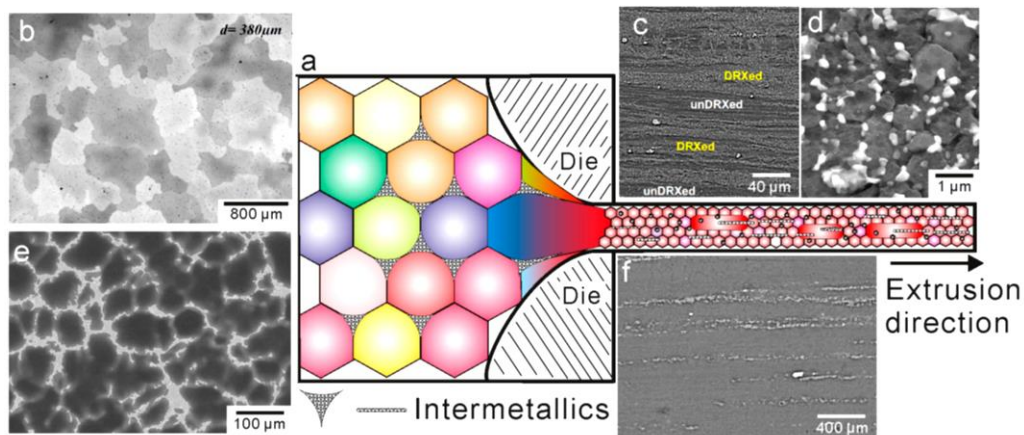 b
d= 380μm
800 μm
a
Die
Die
c
DRXed
unDRXed
DRXed
unDRXed
40 μm
d
1 μm
e
100 μm
f
400 μm
Extrusion
direction
Intermetallics